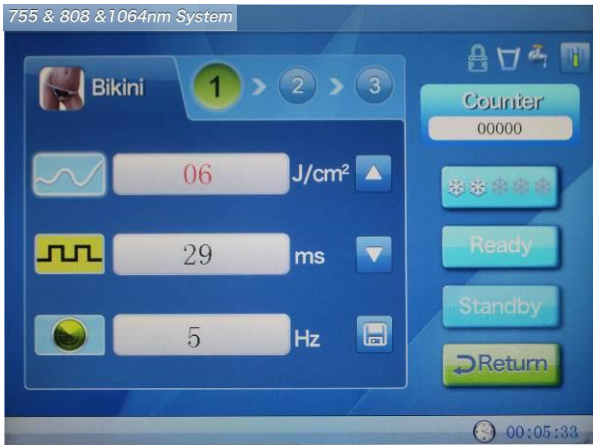 755 & 808 &1064nm System
Bikini
1 > 2 > 3
Counter
00000
06 J/cm²
29 ms
Ready
5 Hz
Standby
Return
00:05:33